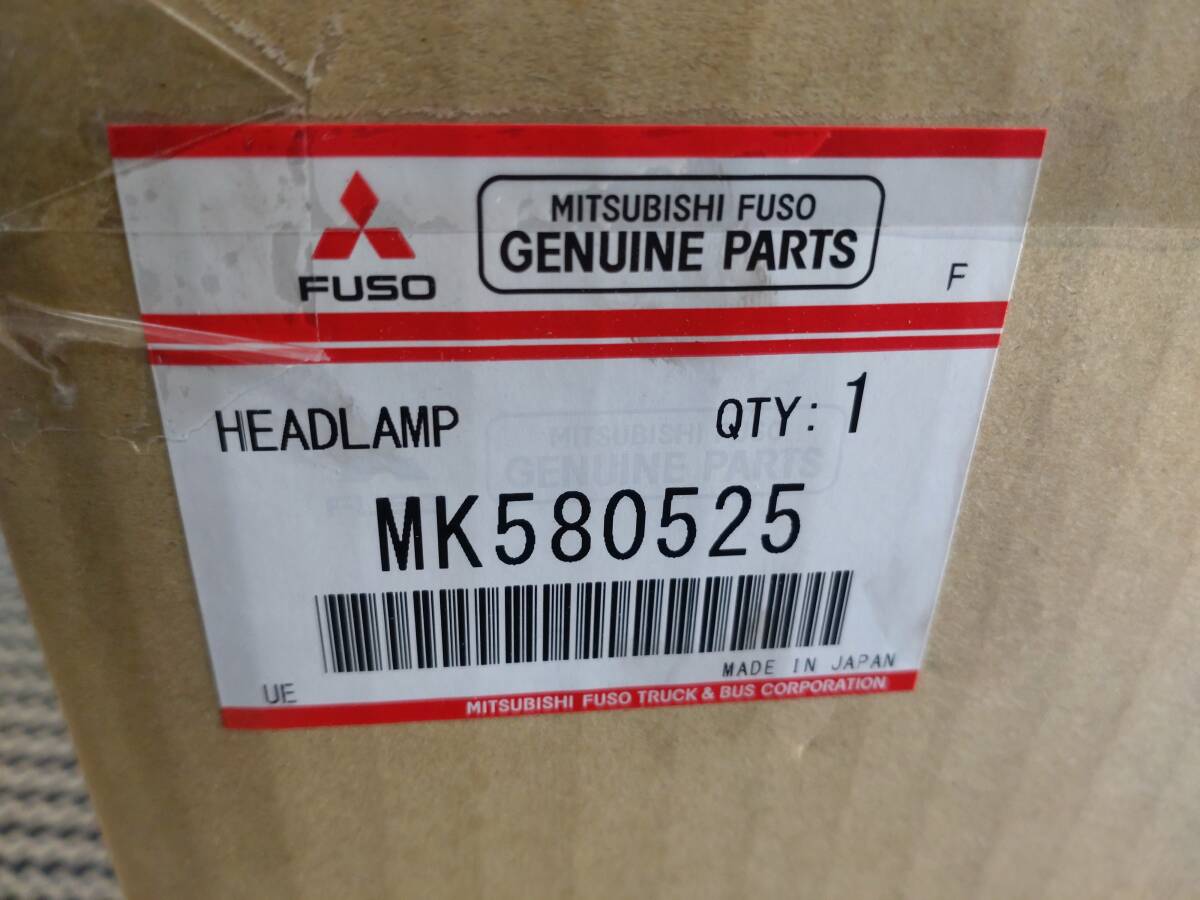 MITSUBISHI FUSO
GENUINE PARTS
FUSO
F
HEADLAMP
QTY: 1
MK580525
MADE IN JAPAN
UE
MITSUBISHI FUSO TRUCK & BUS CORPORATION